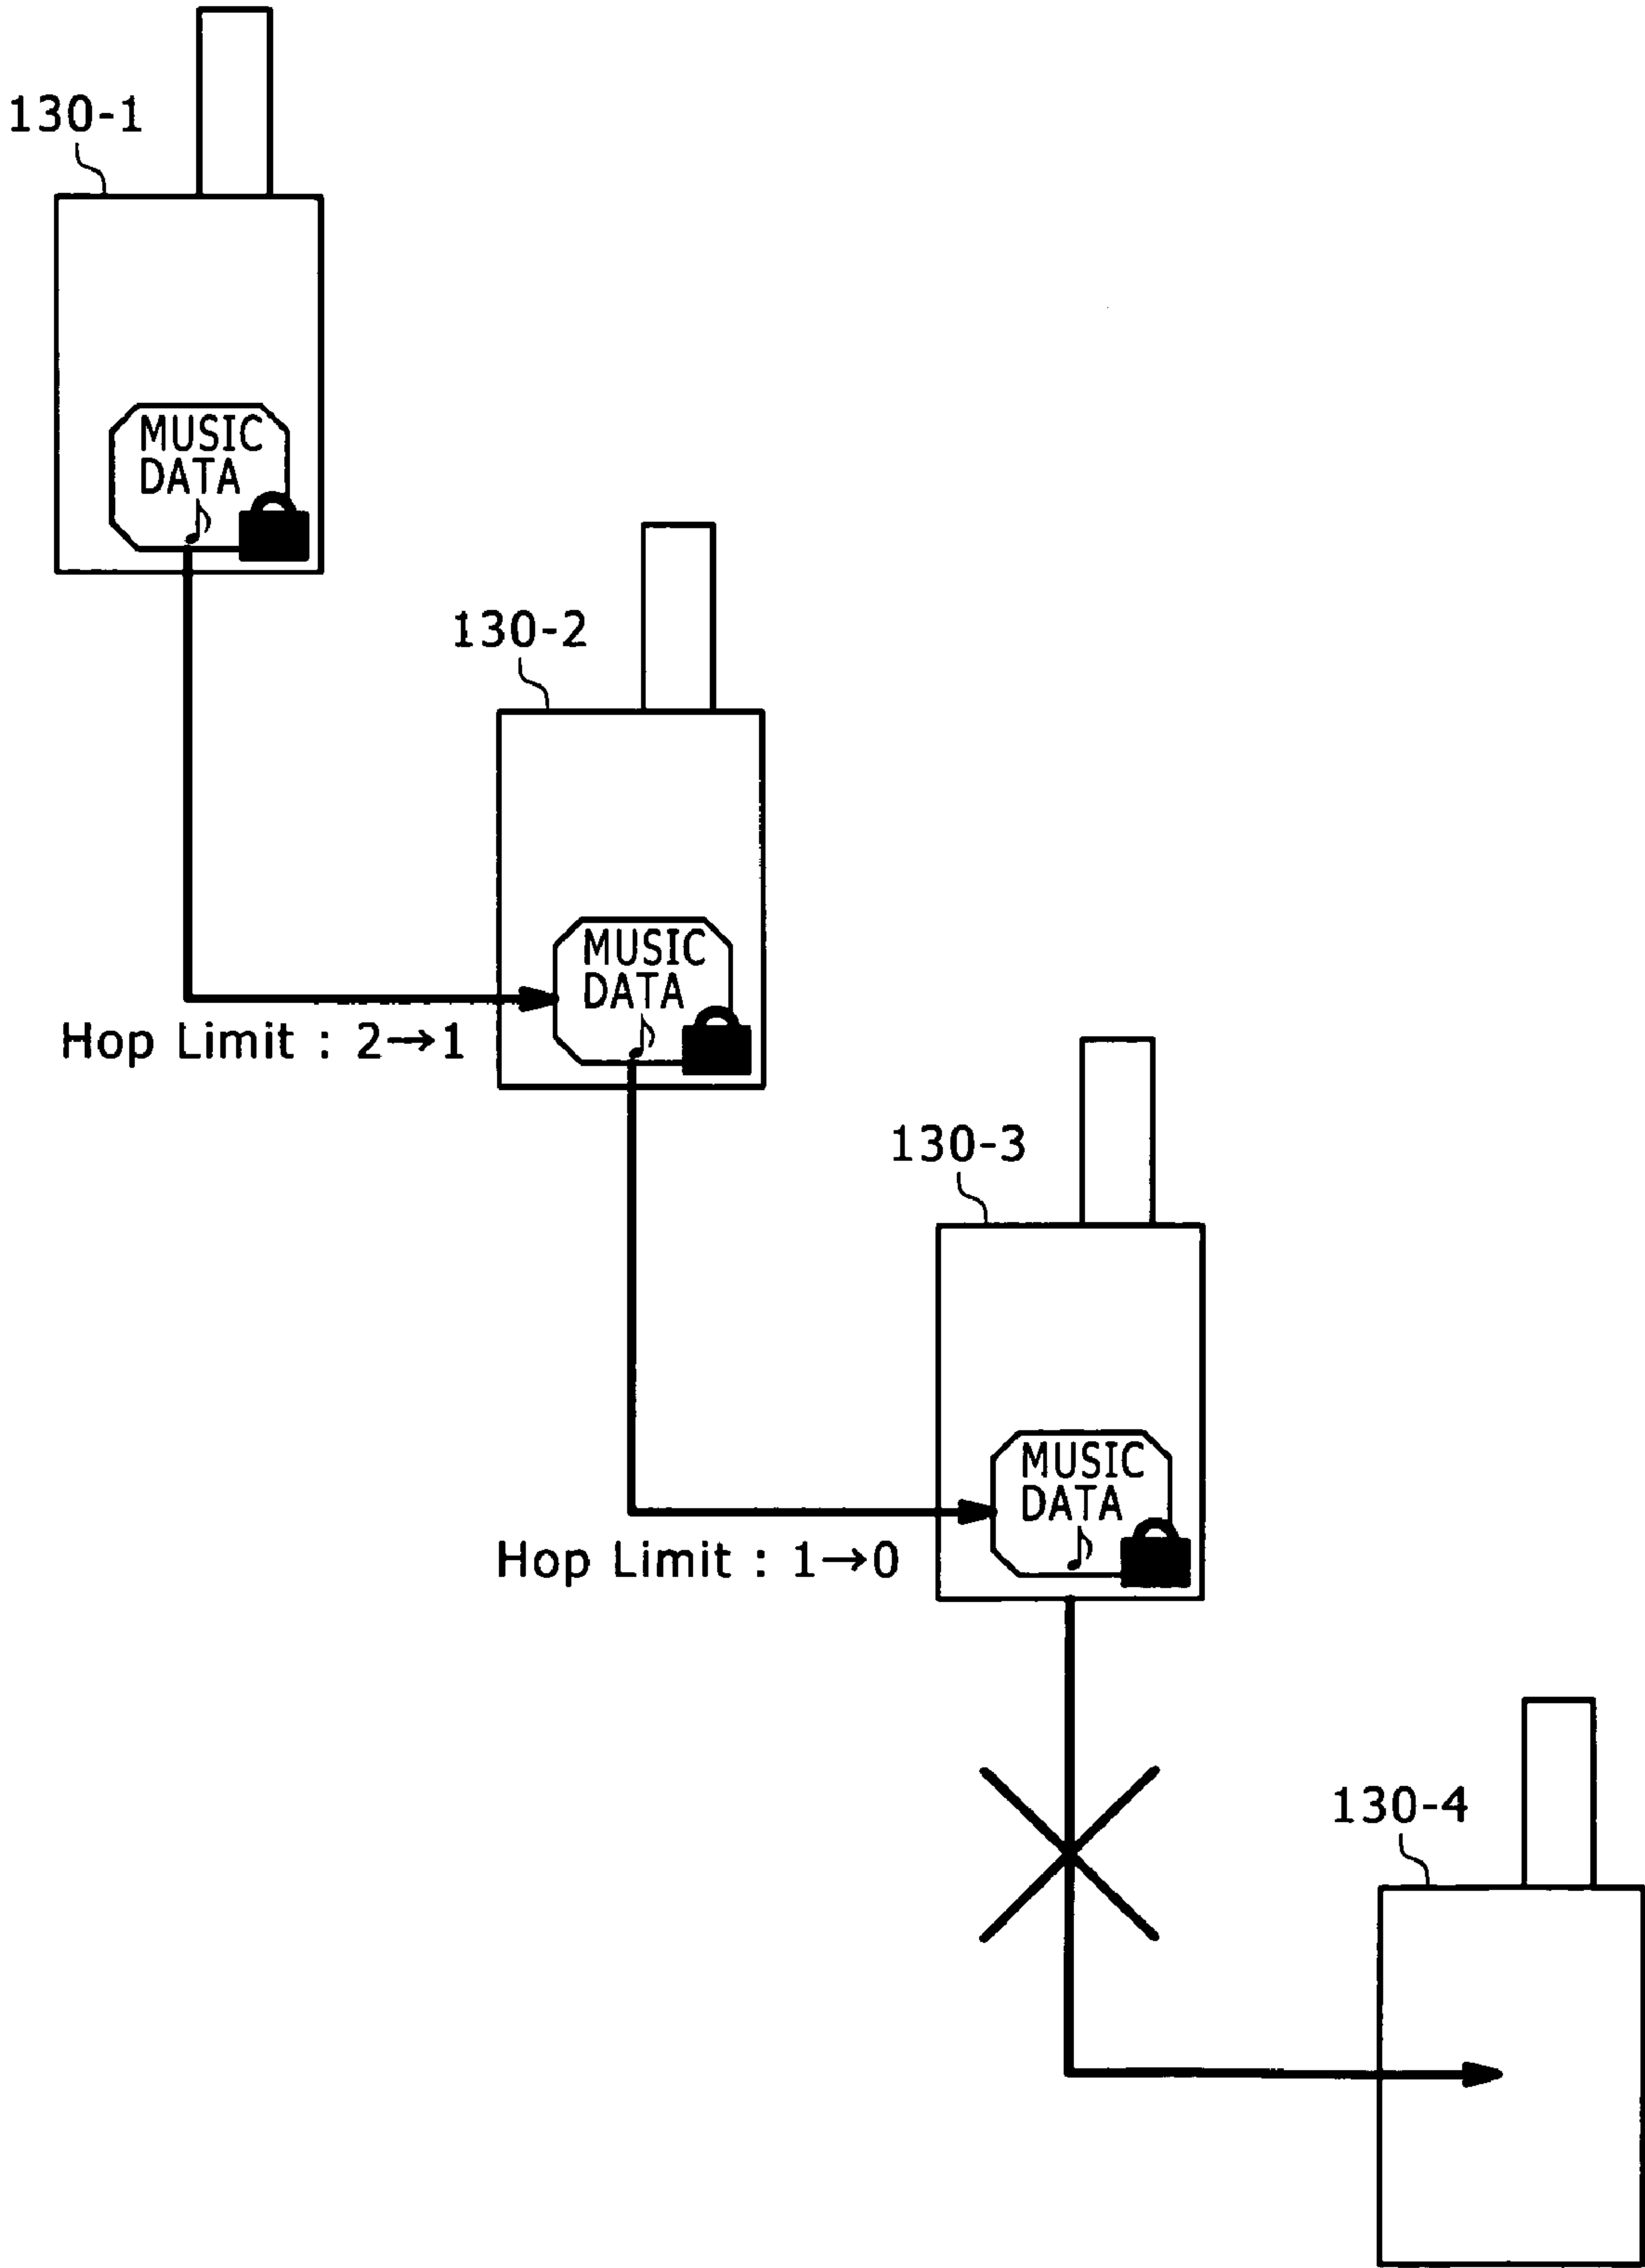 130-1
MUSIC
DATA
130-2
MUSIC
DATA
Hop Limit : 2→1
130-3
MUSIC
DATA
Hop Limit : 1→0
130-4